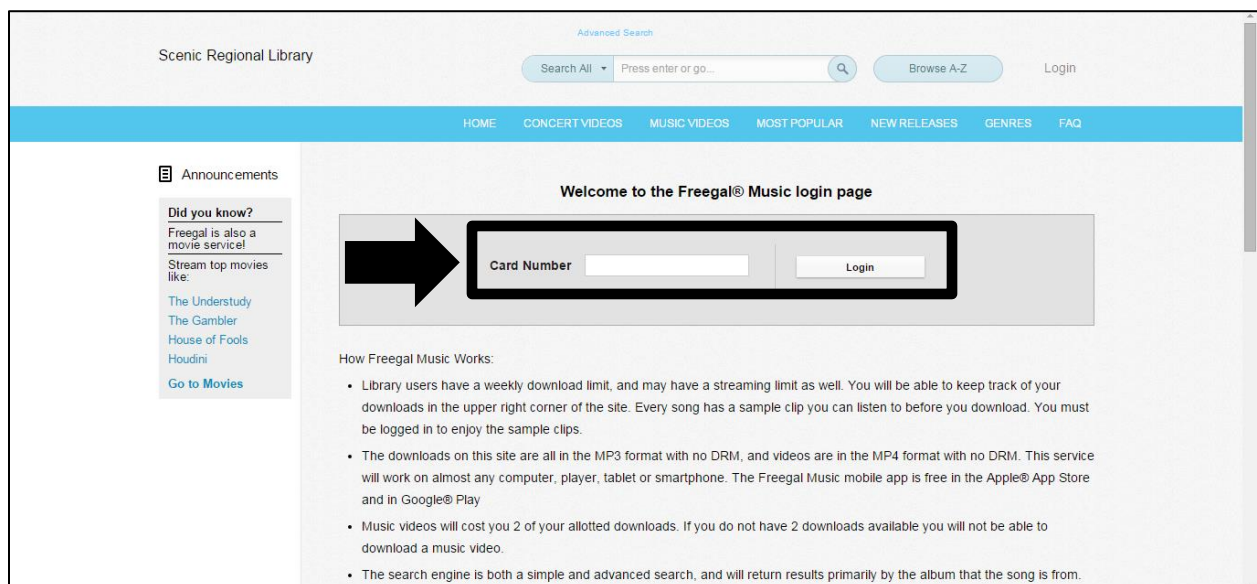 Advanced Search
Scenic Regional Library
Search All
Press enter or go...
Browse A-Z
Login
HOME
CONCERT VIDEOS
MUSIC VIDEOS
MOST POPULAR
NEW RELEASES
GENRES
FAQ
Announcements
Did you know?
Freegal is also a
movie service!
Stream top movies
like:
The Understudy
The Gambler
House of Fools
Houdini
Go to Movies
Welcome to the Freegal® Music login page
Card Number
Login
How Freegal Music Works:
• Library users have a weekly download limit, and may have a streaming limit as well. You will be able to keep track of your
downloads in the upper right corner of the site. Every song has a sample clip you can listen to before you download. You must
be logged in to enjoy the sample clips.
• The downloads on this site are all in the MP3 format with no DRM, and videos are in the MP4 format with no DRM. This service
will work on almost any computer, player, tablet or smartphone. The Freegal Music mobile app is free in the Apple® App Store
and in Google® Play
• Music videos will cost you 2 of your allotted downloads. If you do not have 2 downloads available you will not be able to
download a music video.
• The search engine is both a simple and advanced search, and will return results primarily by the album that the song is from.